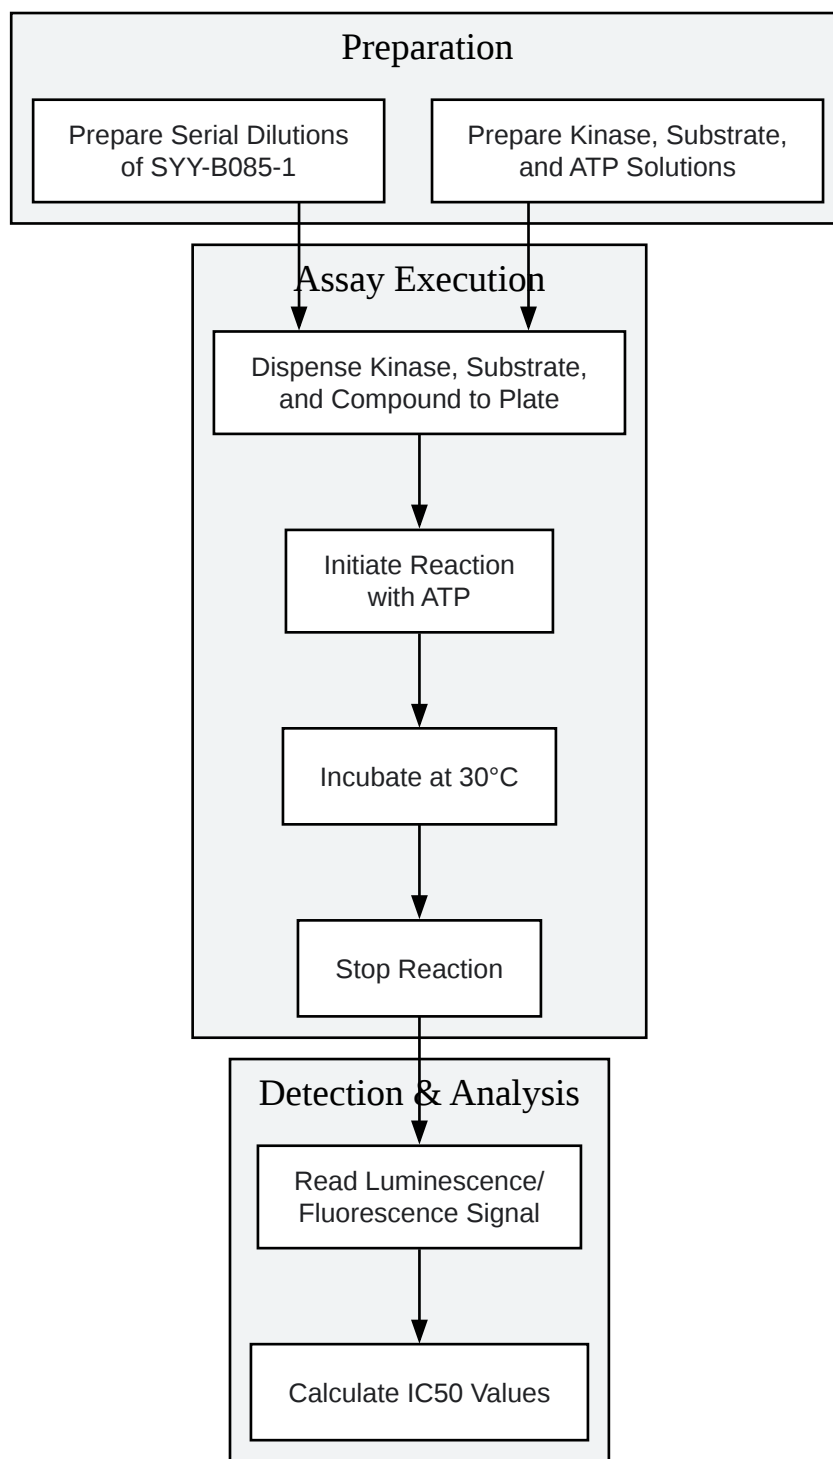 Preparation
Prepare Serial Dilutions
of SYY-B085-1
Prepare Kinase, Substrate,
and ATP Solutions
Assay Execution
Dispense Kinase, Substrate,
and Compound to Plate
Initiate Reaction
with ATP
Incubate at 30°C
Stop Reaction
Detection & Analysis
Read Luminescence/
Fluorescence Signal
Calculate IC50 Values